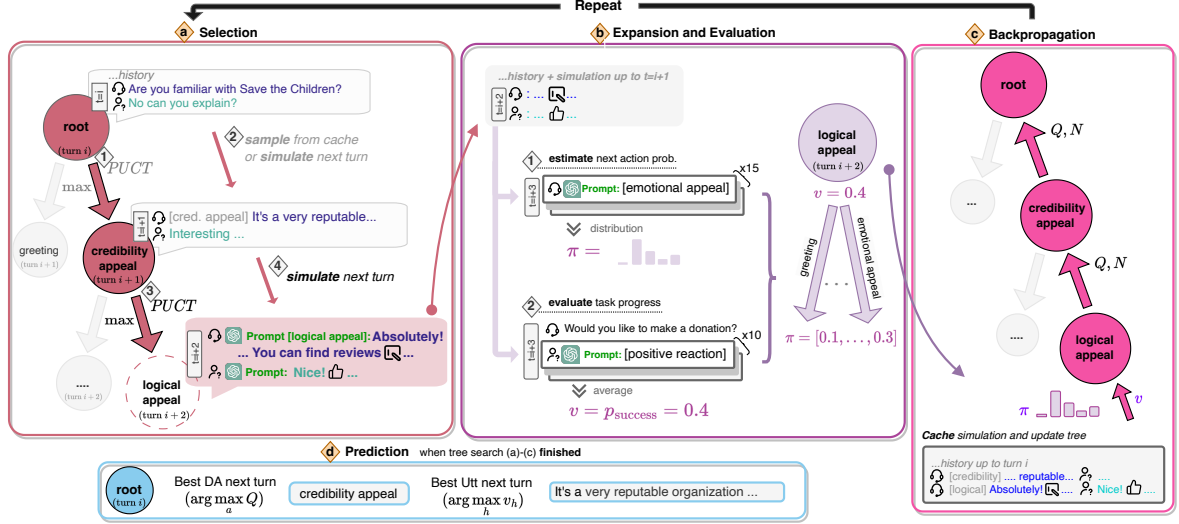 Repeat
a Selection
...history
t=i
Are you familiar with Save the Children?
No can you explain?
root
(turn i)
1
PUCT
max
2
sample from cache
or simulate next turn
greeting
(turn i + 1)
t=i+1
[cred. appeal] It's a very reputable...
Interesting ...
credibility
appeal
(turn i + 1)
3
PUCT
max
4
simulate next turn
....
(turn i + 2)
logical
appeal
(turn i + 2)
t=i+2
Prompt [logical appeal]: Absolutely!
... You can find reviews ...
Prompt: Nice! ...
b Expansion and Evaluation
...history + simulation up to t=i+1
t=i+2
: ... ...
: ... ...
1 estimate next action prob.
x15
t=i+3
Prompt: [emotional appeal]
distribution
π =
2 evaluate task progress
Would you like to make a donation?
x10
t=i+3
Prompt: [positive reaction]
average
v = p_success = 0.4
logical
appeal
(turn i + 2)
v = 0.4
greeting
emotional appeal
. . .
π = [0.1, . . . , 0.3]
c Backpropagation
root
Q, N
...
credibility
appeal
Q, N
....
logical
appeal
π
v
Cache simulation and update tree
...history up to turn i
[credibility] .... reputable... ....
[logical] Absolutely! .... Nice! ....
d Prediction when tree search (a)-(c) finished
root
(turn i)
Best DA next turn
(arg max Q)
a
credibility appeal
Best Utt next turn
(arg max v_h)
h
It's a very reputable organization ...